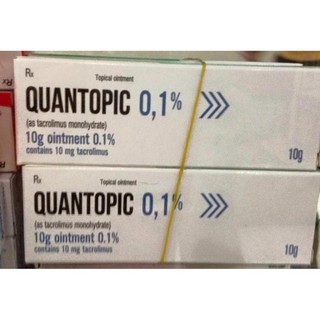 Rx Topical ointment
QUANTOPIC 0,1%
(as tacrolimus monohydrate)
10g ointment 0.1%
contains 10 mg tacrolimus
10g
Rx Topical ointment
QUANTOPIC 0,1%
(as tacrolimus monohydrate)
10g ointment 0.1%
contains 10 mg tacrolimus
10g